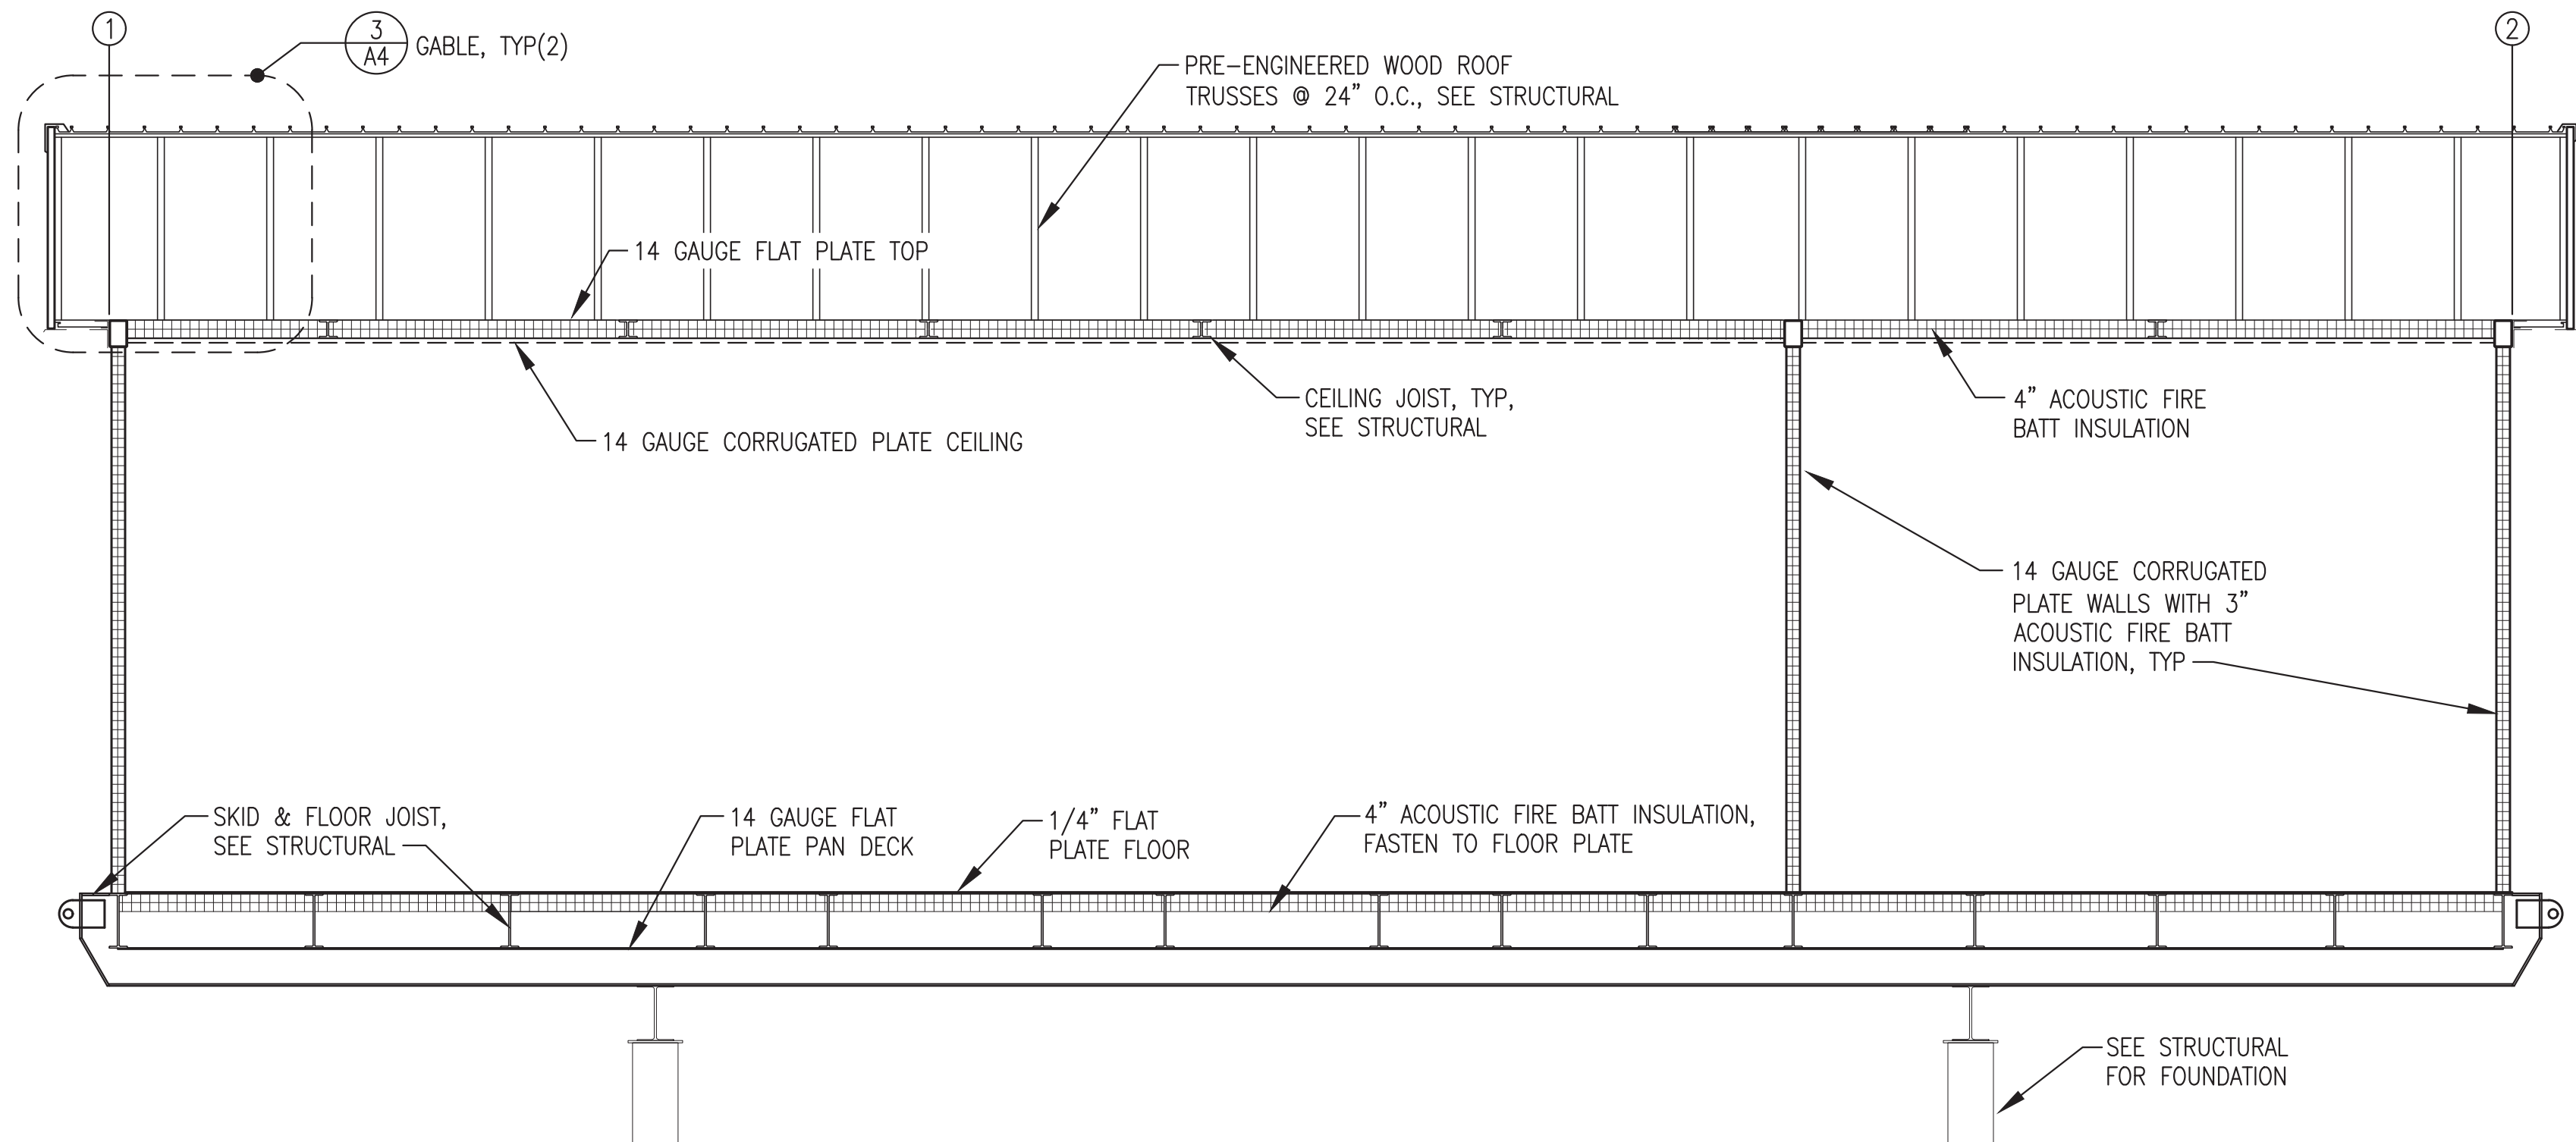 1
3
A4
GABLE, TYP(2)
2
PRE-ENGINEERED WOOD ROOF
TRUSSES @ 24" O.C., SEE STRUCTURAL
14 GAUGE FLAT PLATE TOP
14 GAUGE CORRUGATED PLATE CEILING
CEILING JOIST, TYP,
SEE STRUCTURAL
4" ACOUSTIC FIRE
BATT INSULATION
14 GAUGE CORRUGATED
PLATE WALLS WITH 3"
ACOUSTIC FIRE BATT
INSULATION, TYP
SKID & FLOOR JOIST,
SEE STRUCTURAL
14 GAUGE FLAT
PLATE PAN DECK
1/4" FLAT
PLATE FLOOR
4" ACOUSTIC FIRE BATT INSULATION,
FASTEN TO FLOOR PLATE
SEE STRUCTURAL
FOR FOUNDATION